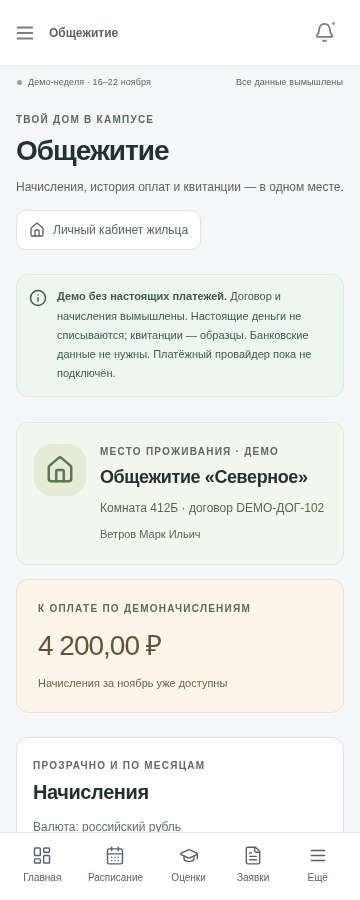 Общежитие
Демо-неделя · 16–22 ноября
Все данные вымышлены
ТВОЙ ДОМ В КАМПУСЕ
Общежитие
Начисления, история оплат и квитанции — в одном месте.
Личный кабинет жильца
Демо без настоящих платежей. Договор и
начисления вымышлены. Настоящие деньги не
списываются; квитанции — образцы. Банковские
данные не нужны. Платёжный провайдер пока не
подключён.
МЕСТО ПРОЖИВАНИЯ · ДЕМО
Общежитие «Северное»
Комната 412Б · договор DEMO-ДОГ-102
Ветров Марк Ильич
К ОПЛАТЕ ПО ДЕМОНАЧИСЛЕНИЯМ
4 200,00 ₽
Начисления за ноябрь уже доступны
ПРОЗРАЧНО И ПО МЕСЯЦАМ
Начисления
Валюта: российский рубль
Главная
Расписание
Оценки
Заявки
Ещё